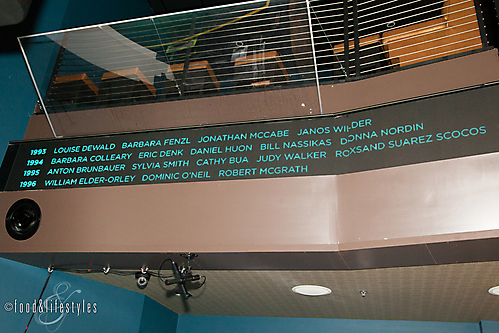 1993 LOUISE DEWALD BARBARA FENZL JONATHAN MCCABE JANOS WILDER
1994 BARBARA COLLEARY ERIC DENK DANIEL HUON BILL NASSIKAS DONNA NORDIN
1995 ANTON BRUNBAUER SYLVIA SMITH CATHY BUA JUDY WALKER ROXSAND SUAREZ SCOCOS
1996 WILLIAM ELDER-ORLEY DOMINIC O'NEIL ROBERT MCGRATH
©food&lifestyles